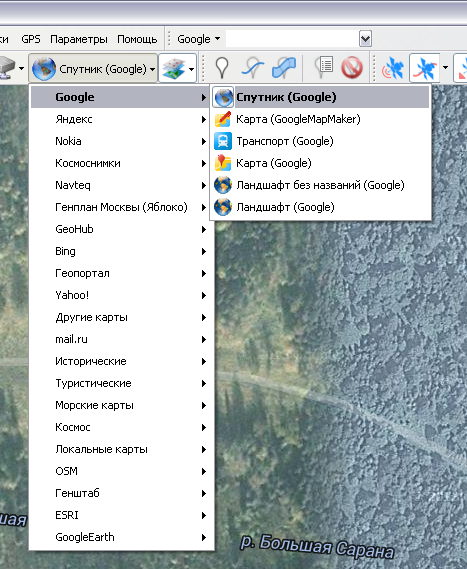 ки GPS Параметры Помощь Google
Спутник (Google)
Google
Яндекс
Nokia
Космоснимки
Navteq
Генплан Москвы (Яблоко)
GeoHub
Bing
Геопортал
Yahoo!
Другие карты
mail.ru
Исторические
Туристические
Морские карты
Космос
Локальные карты
OSM
Генштаб
ESRI
GoogleEarth
Спутник (Google)
Карта (GoogleMapMaker)
Транспорт (Google)
Карта (Google)
Ландшафт без названий (Google)
Ландшафт (Google)
шая
р. Большая Сарана